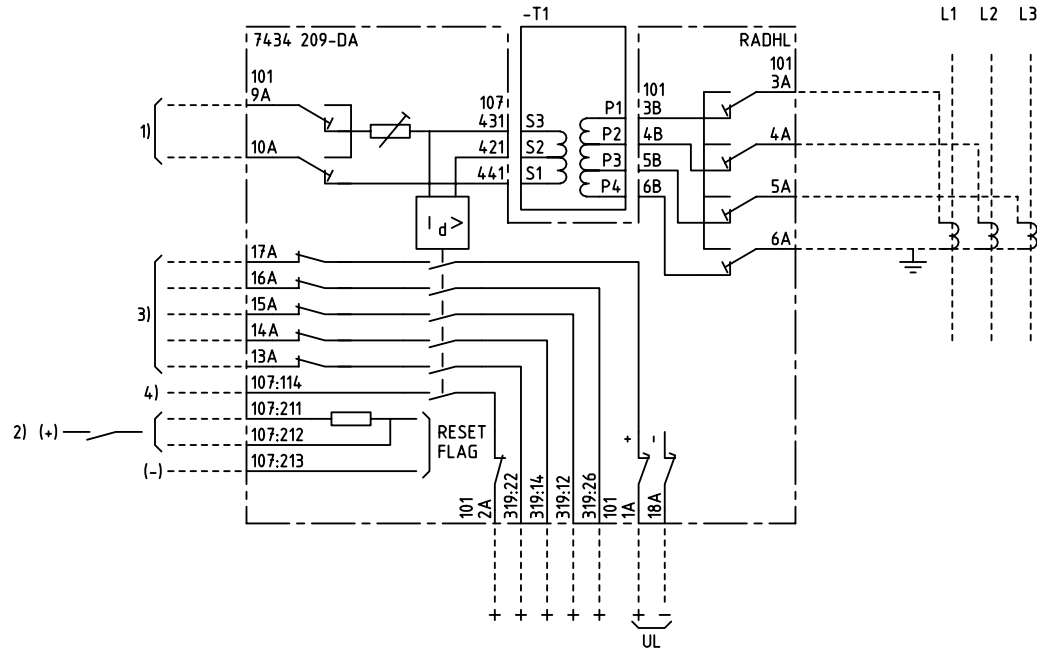 -T1
L1 L2 L3
7434 209-DA
RADHL
101
9A
1)
10A
107
431
421
441
S3
S2
S1
P1
P2
P3
P4
101
3B
4B
5B
6B
101
3A
4A
5A
6A
Id>
17A
16A
3)
15A
14A
13A
4)
107:114
107:211
2) (+)
107:212
(-)
107:213
RESET
FLAG
+ -
101
2A
319:22
319:14
319:12
319:26
101
1A
18A
+ + + + + + -
UL